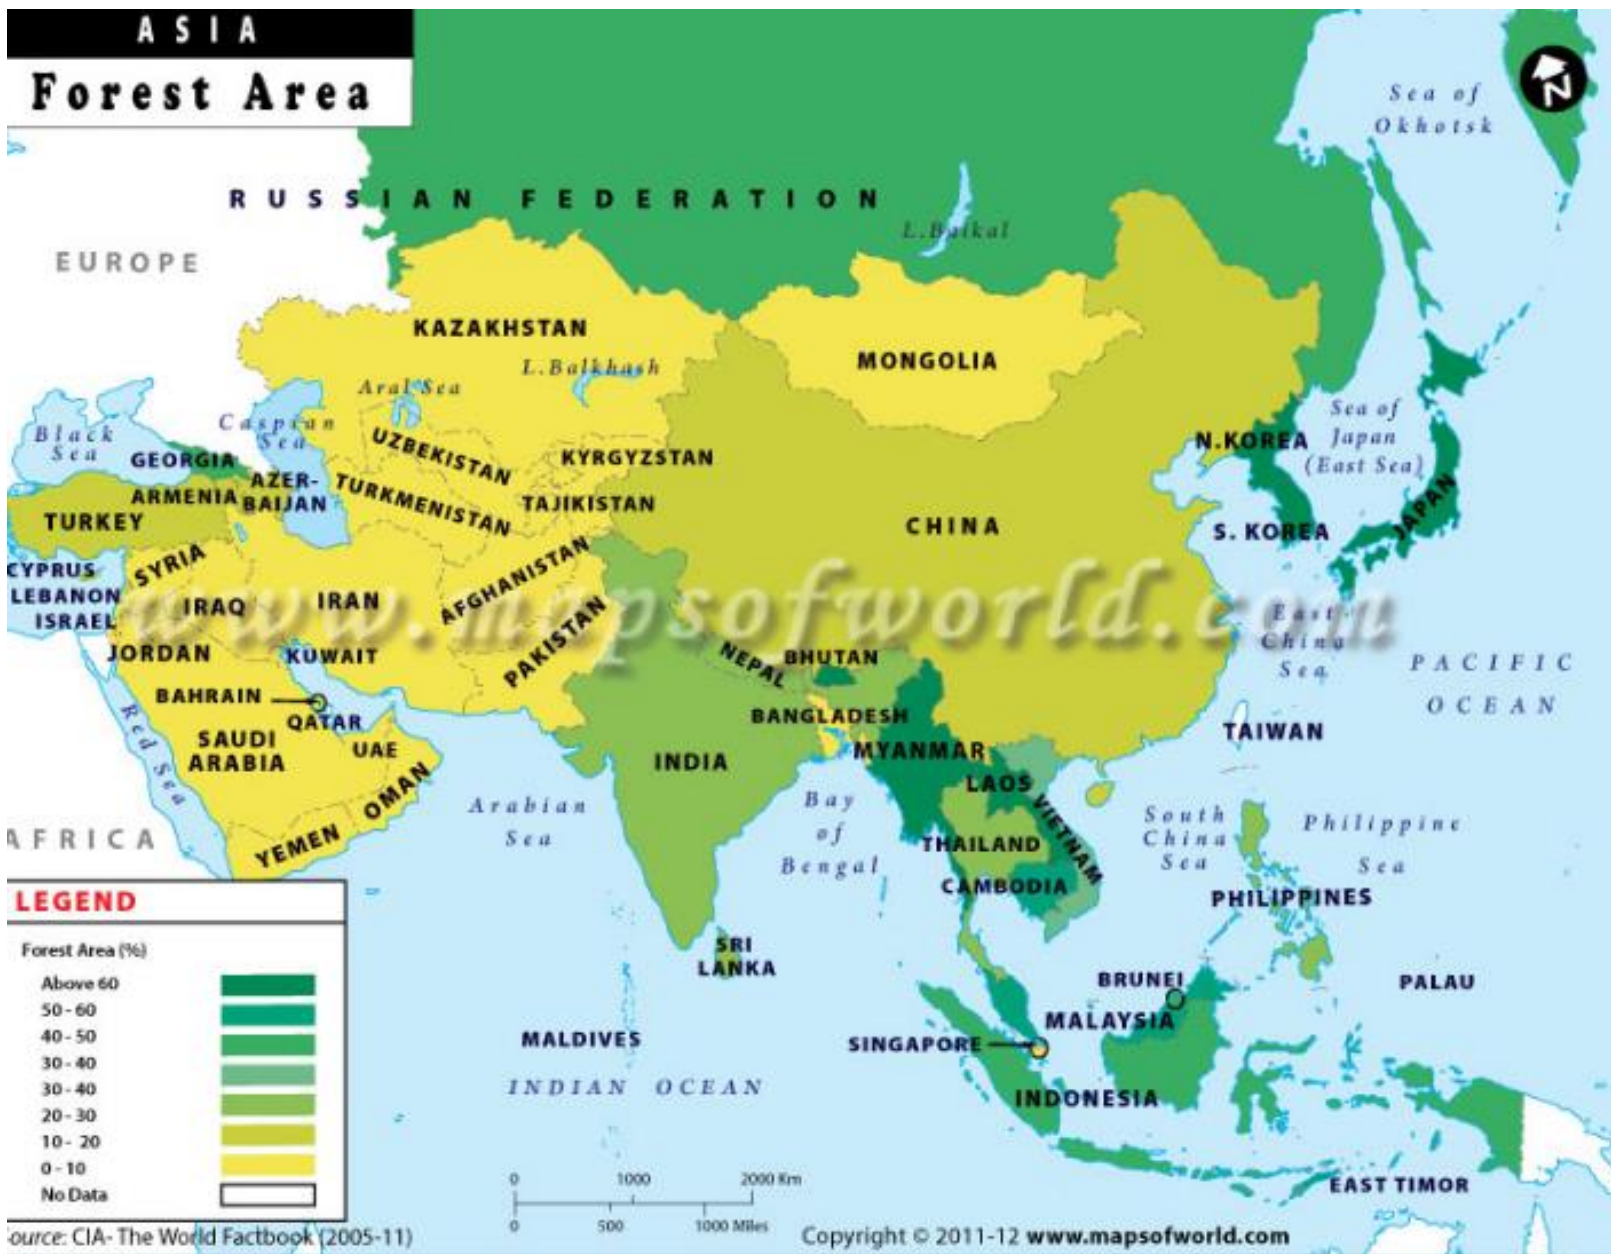 ASIA
Forest Area
Sea of
Okhotsk
N
RUSSIAN FEDERATION
L.Baikal
EUROPE
KAZAKHSTAN
MONGOLIA
L.Balkhash
Aral Sea
Caspian
Sea
Black
Sea
Sea of
Japan
(East Sea)
N.KOREA
UZBEKISTAN
KYRGYZSTAN
GEORGIA
AZER-
BAIJAN
ARMENIA
TURKMENISTAN
TAJIKISTAN
TURKEY
CHINA
JAPAN
S. KOREA
SYRIA
CYPRUS
LEBANON
ISRAEL
IRAQ
IRAN
AFGHANISTAN
www.mapsofworld.com
East
China
Sea
PAKISTAN
JORDAN
KUWAIT
NEPAL
BHUTAN
PACIFIC
OCEAN
BAHRAIN
QATAR
Red Sea
BANGLADESH
TAIWAN
SAUDI
ARABIA
UAE
INDIA
MYANMAR
LAOS
OMAN
VIETNAM
Arabian
Sea
Bay
of
Bengal
South
China
Sea
Philippine
Sea
AFRICA
YEMEN
THAILAND
CAMBODIA
PHILIPPINES
SRI
LANKA
BRUNEI
PALAU
MALAYSIA
MALDIVES
SINGAPORE
INDIAN OCEAN
INDONESIA
EAST TIMOR
LEGEND
Forest Area (%)
Above 60
50 - 60
40 - 50
30 - 40
30 - 40
20 - 30
10 - 20
0 - 10
No Data
0 1000 2000 Km
0 500 1000 Miles
ource: CIA- The World Factbook (2005-11)
Copyright © 2011-12 www.mapsofworld.com